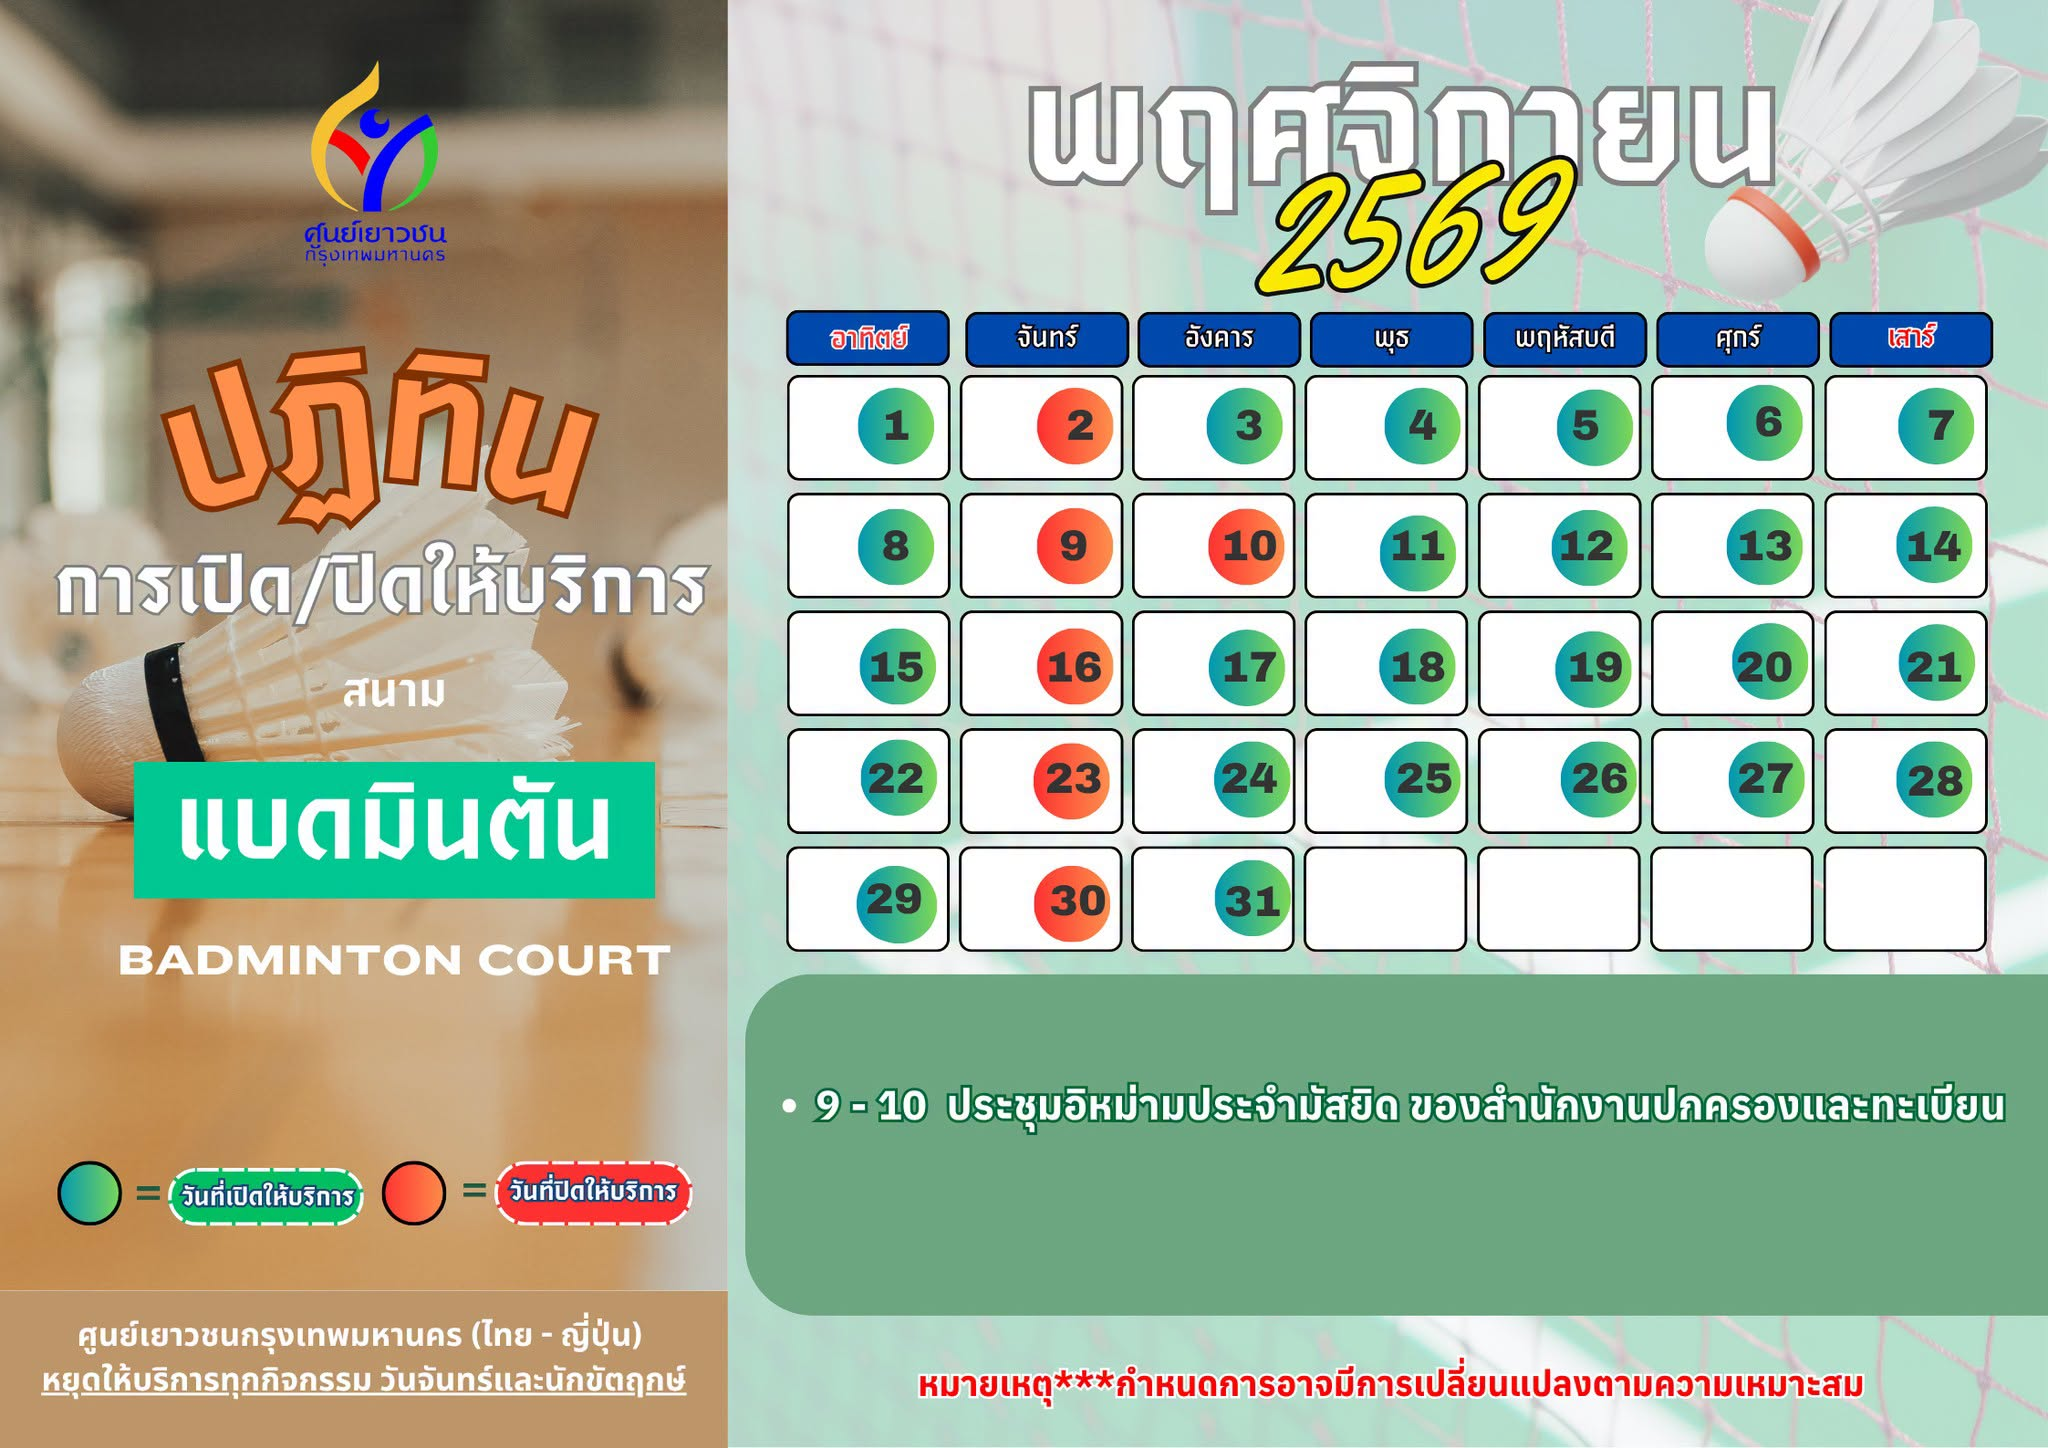 ศูนย์เยาวชน
กรุงเทพมหานคร
ปฏิทิน
การเปิด/ปิดให้บริการ
สนาม
แบดมินตัน
BADMINTON COURT
= วันที่เปิดให้บริการ = วันที่ปิดให้บริการ
ศูนย์เยาวชนกรุงเทพมหานคร (ไทย - ญี่ปุ่น)
หยุดให้บริการทุกกิจกรรม วันจันทร์และนักขัตฤกษ์
พฤศจิกายน
2569
อาทิตย์ จันทร์ อังคาร พุธ พฤหัสบดี ศุกร์ เสาร์
1 2 3 4 5 6 7
8 9 10 11 12 13 14
15 16 17 18 19 20 21
22 23 24 25 26 27 28
29 30 31
• 9 - 10 ประชุมอิหม่ามประจำมัสยิด ของสำนักงานปกครองและทะเบียน
หมายเหตุ***กำหนดการอาจมีการเปลี่ยนแปลงตามความเหมาะสม